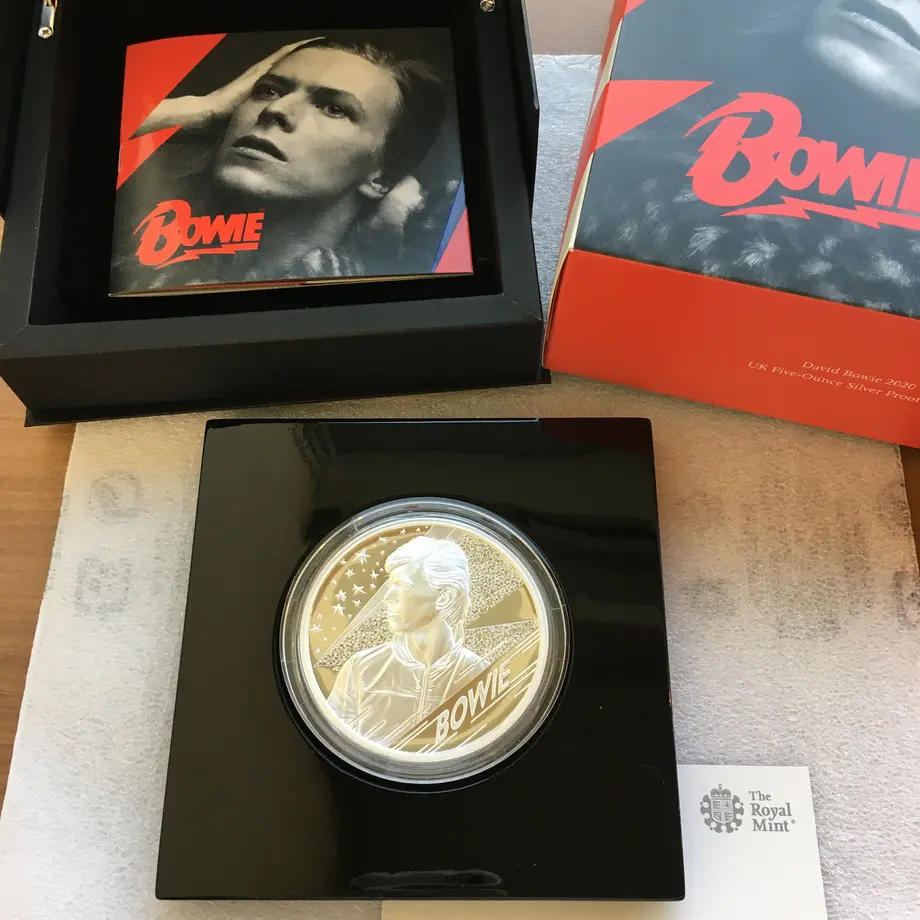 BOWIE
BOWIE
David Bowie 2020
UK Five-Ounce Silver Proof
BOWIE
The
Royal
Mint